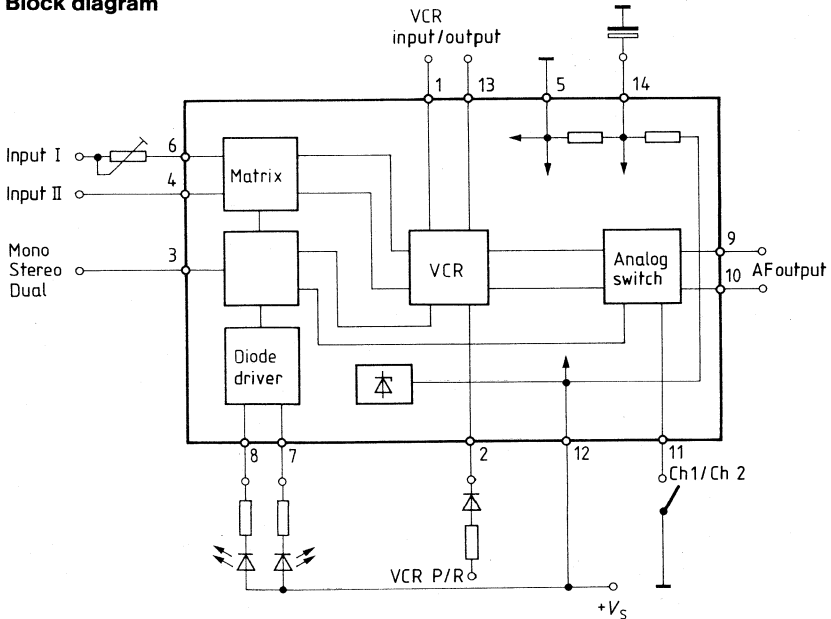 Block diagram
VCR
input/output
1
13
5
14
Input I
6
Matrix
Input II
4
Mono
Stereo
Dual
3
VCR
Analog
switch
9
10
AF output
Diode
driver
8
7
2
12
11
Ch1/Ch 2
VCR P/R
+VS